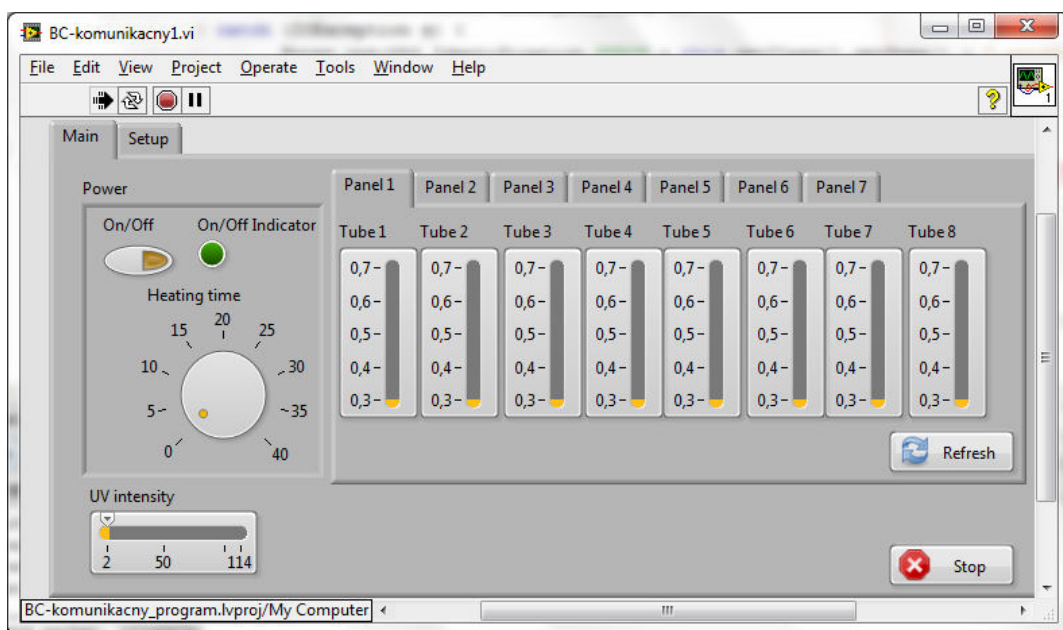 BC-komunikacny1.vi
File Edit View Project Operate Tools Window Help
1
Main Setup
Power
On/Off On/Off Indicator
Heating time
0 5 10 15 20 25 30 35 40
UV intensity
2 50 114
Panel 1 Panel 2 Panel 3 Panel 4 Panel 5 Panel 6 Panel 7
Tube 1 Tube 2 Tube 3 Tube 4 Tube 5 Tube 6 Tube 7 Tube 8
0,7 0,7 0,7 0,7 0,7 0,7 0,7 0,7
0,6 0,6 0,6 0,6 0,6 0,6 0,6 0,6
0,5 0,5 0,5 0,5 0,5 0,5 0,5 0,5
0,4 0,4 0,4 0,4 0,4 0,4 0,4 0,4
0,3 0,3 0,3 0,3 0,3 0,3 0,3 0,3
Refresh
Stop
BC-komunikacny_program.lvproj/My Computer